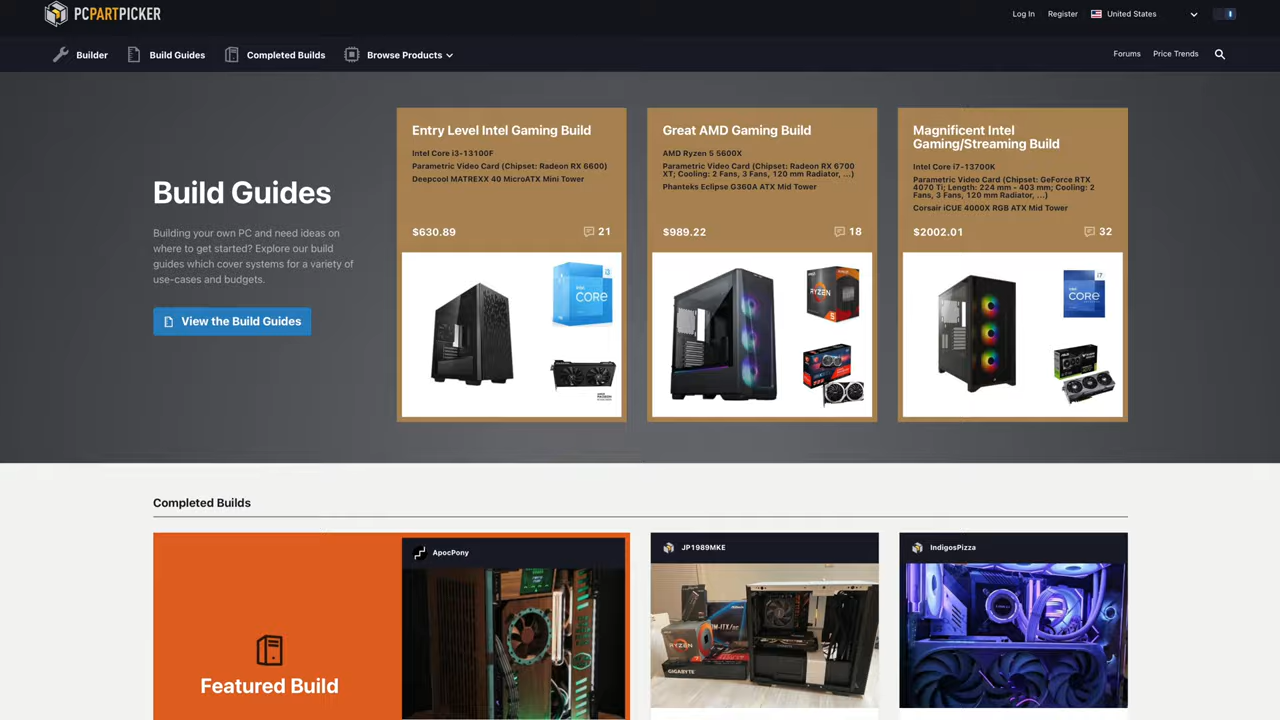 PCPARTPICKER
Log In
Register
United States
Builder
Build Guides
Completed Builds
Browse Products
Forums
Price Trends
Build Guides
Building your own PC and need ideas on
where to get started? Explore our build
guides which cover systems for a variety of
use-cases and budgets.
View the Build Guides
Entry Level Intel Gaming Build
Intel Core i3-13100F
Parametric Video Card (Chipset: Radeon RX 6600)
Deepcool MATREXX 40 MicroATX Mini Tower
$630.89
21
i3
intel
CORE
Great AMD Gaming Build
AMD Ryzen 5 5600X
Parametric Video Card (Chipset: Radeon RX 6700
XT; Cooling: 2 Fans, 3 Fans, 120 mm Radiator, ...)
Phanteks Eclipse G360A ATX Mid Tower
$989.22
18
RYZEN
5
Magnificent Intel
Gaming/Streaming Build
Intel Core i7-13700K
Parametric Video Card (Chipset: GeForce RTX
4070 Ti; Length: 224 mm - 403 mm; Cooling: 2
Fans, 3 Fans, 120 mm Radiator, ...)
Corsair iCUE 4000X RGB ATX Mid Tower
$2002.01
32
i7
intel
CORE
Completed Builds
Featured Build
ApocPony
JP1989MKE
RYZEN
GIGABYTE
IndigosPizza